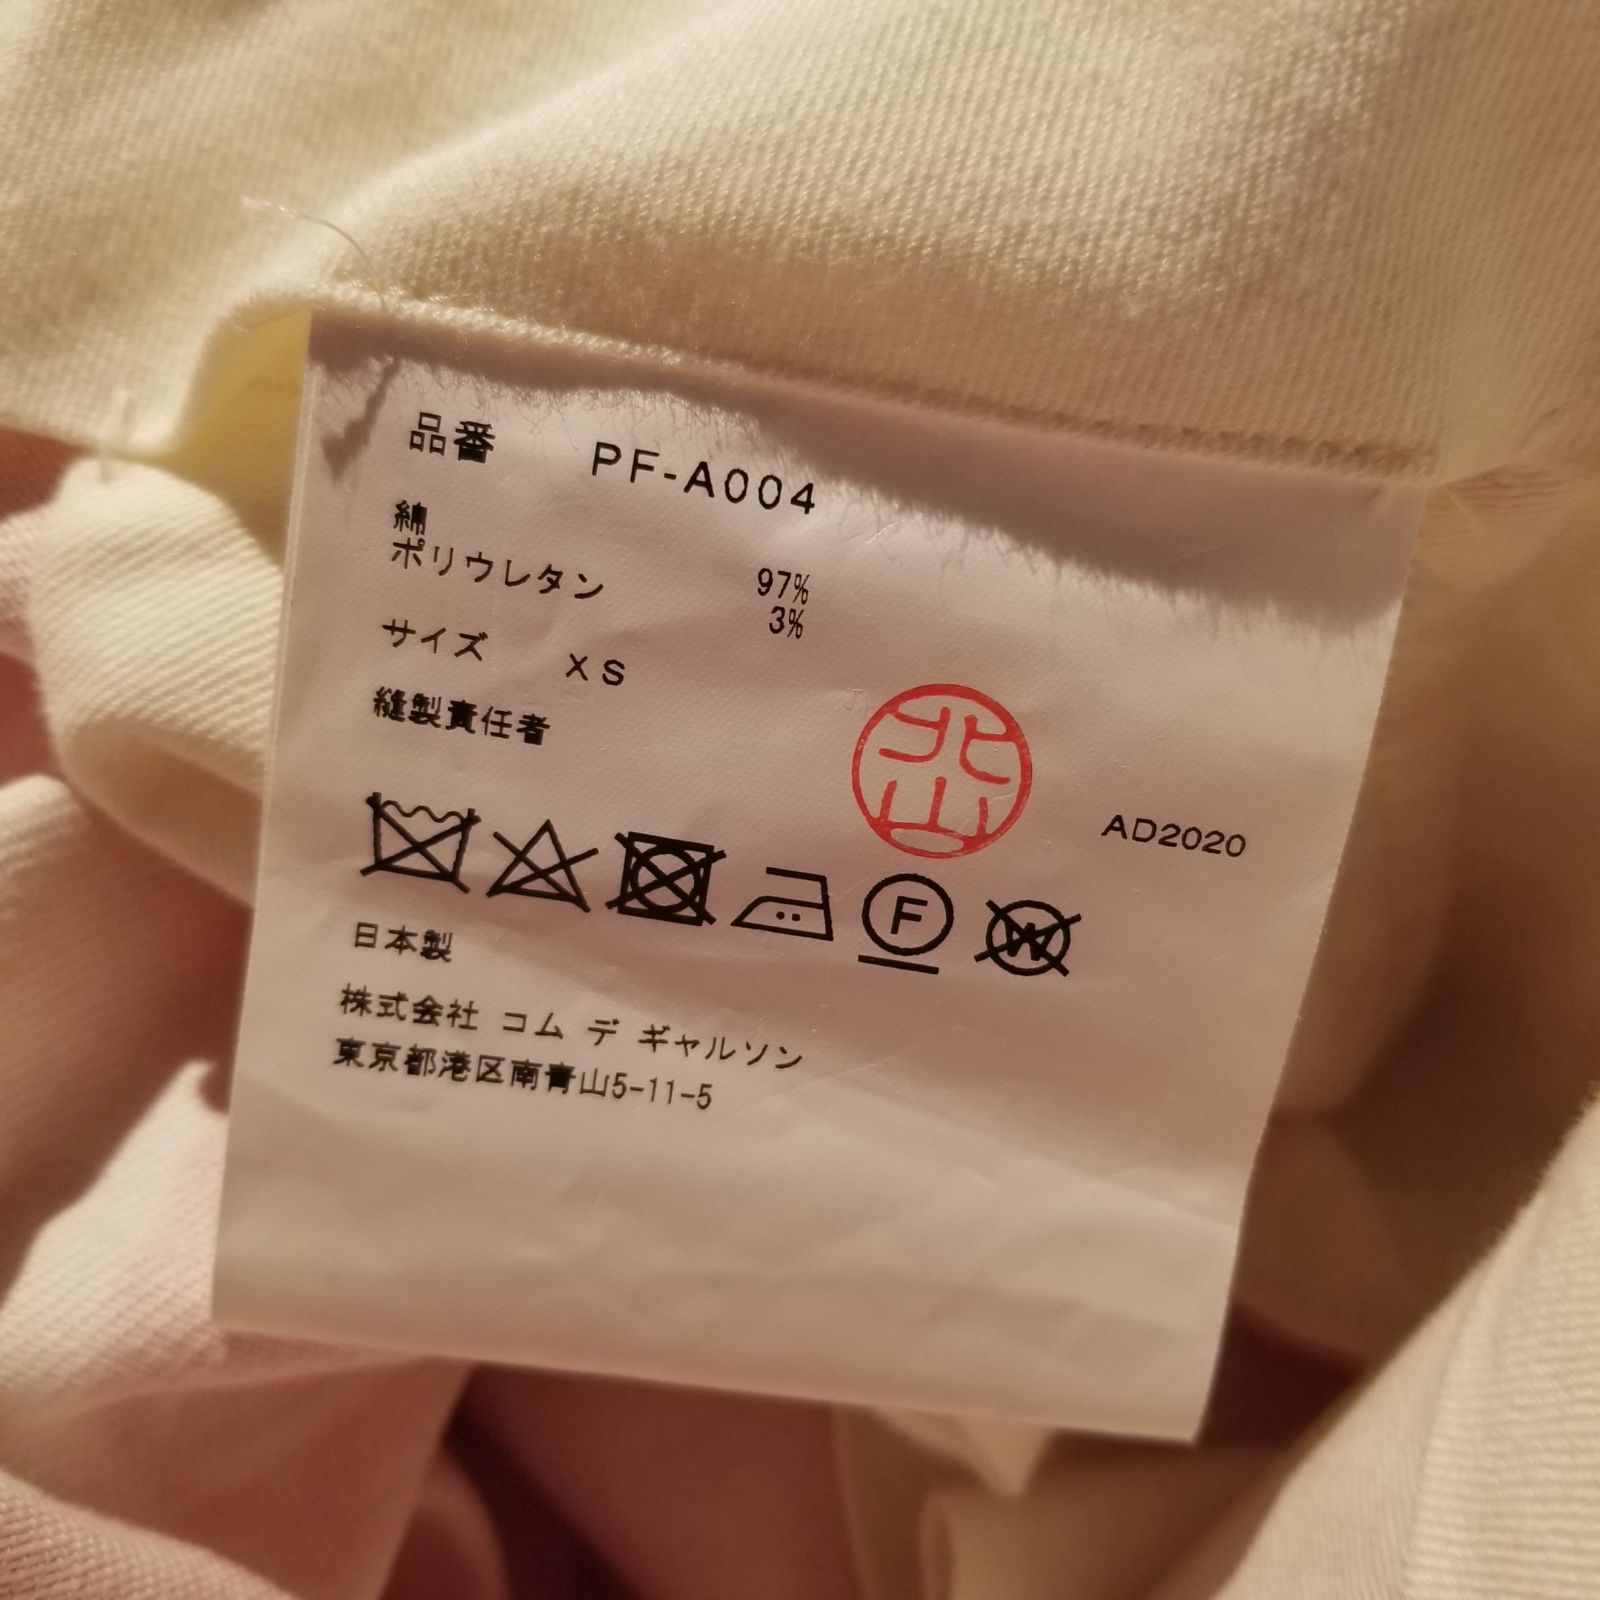 品番 PF-A004
綿 97%
ポリウレタン 3%
サイズ XS
縫製責任者
北山
AD2020
F W
日本製
株式会社 コム デ ギャルソン
東京都港区南青山5-11-5